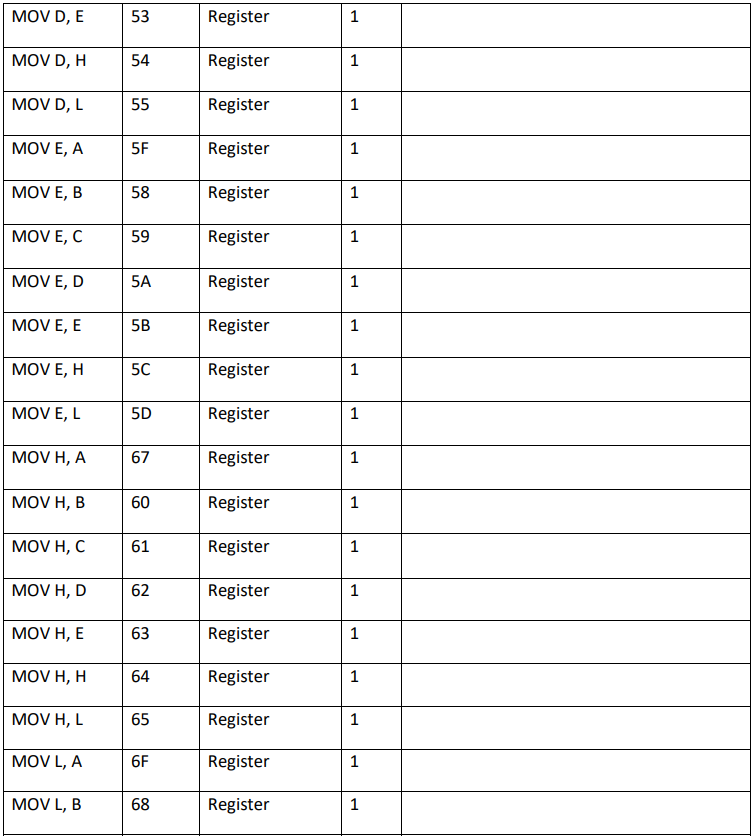 MOV D, E 53 Register 1
MOV D, H 54 Register 1
MOV D, L 55 Register 1
MOV E, A 5F Register 1
MOV E, B 58 Register 1
MOV E, C 59 Register 1
MOV E, D 5A Register 1
MOV E, E 5B Register 1
MOV E, H 5C Register 1
MOV E, L 5D Register 1
MOV H, A 67 Register 1
MOV H, B 60 Register 1
MOV H, C 61 Register 1
MOV H, D 62 Register 1
MOV H, E 63 Register 1
MOV H, H 64 Register 1
MOV H, L 65 Register 1
MOV L, A 6F Register 1
MOV L, B 68 Register 1